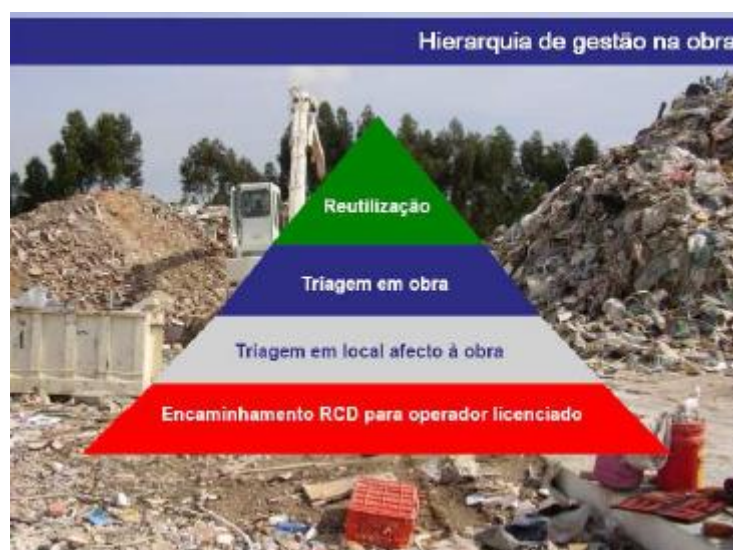 Hierarquia de gestão na obra
Reutilização
Triagem em obra
Triagem em local afecto à obra
Encaminhamento RCD para operador licenciado